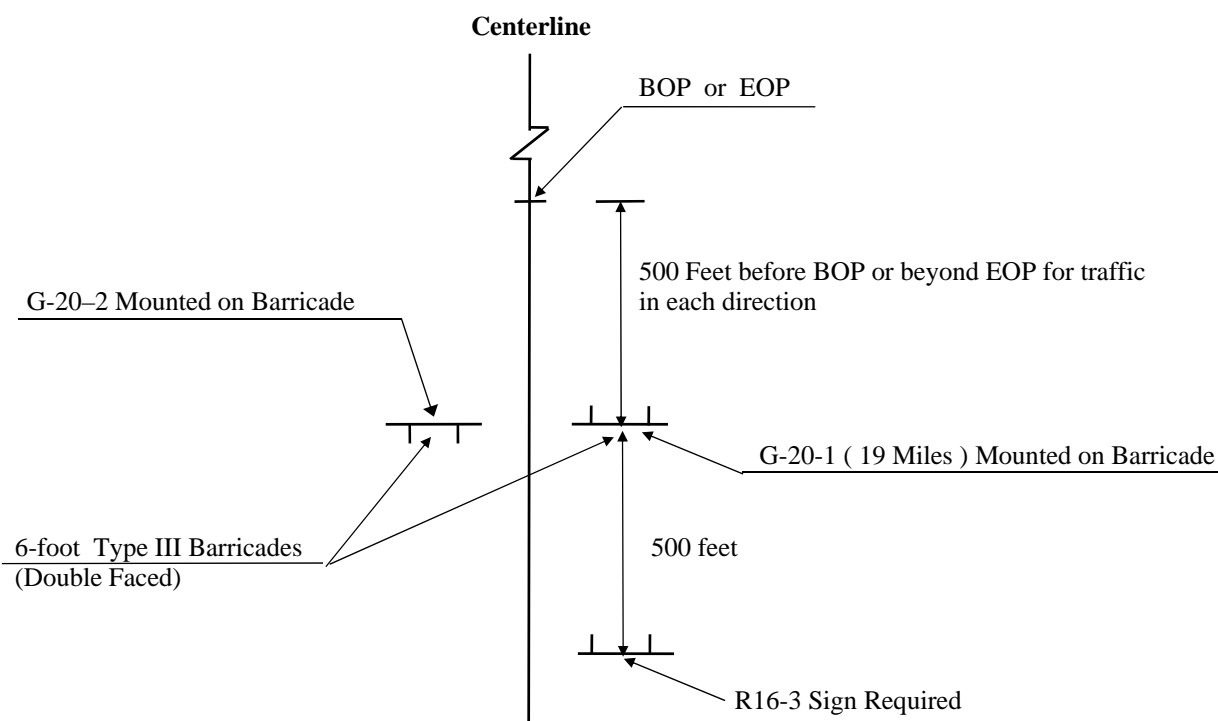 Centerline
BOP or EOP
500 Feet before BOP or beyond EOP for traffic
in each direction
G-20–2 Mounted on Barricade
G-20-1 ( 19 Miles ) Mounted on Barricade
6-foot Type III Barricades
(Double Faced)
500 feet
R16-3 Sign Required